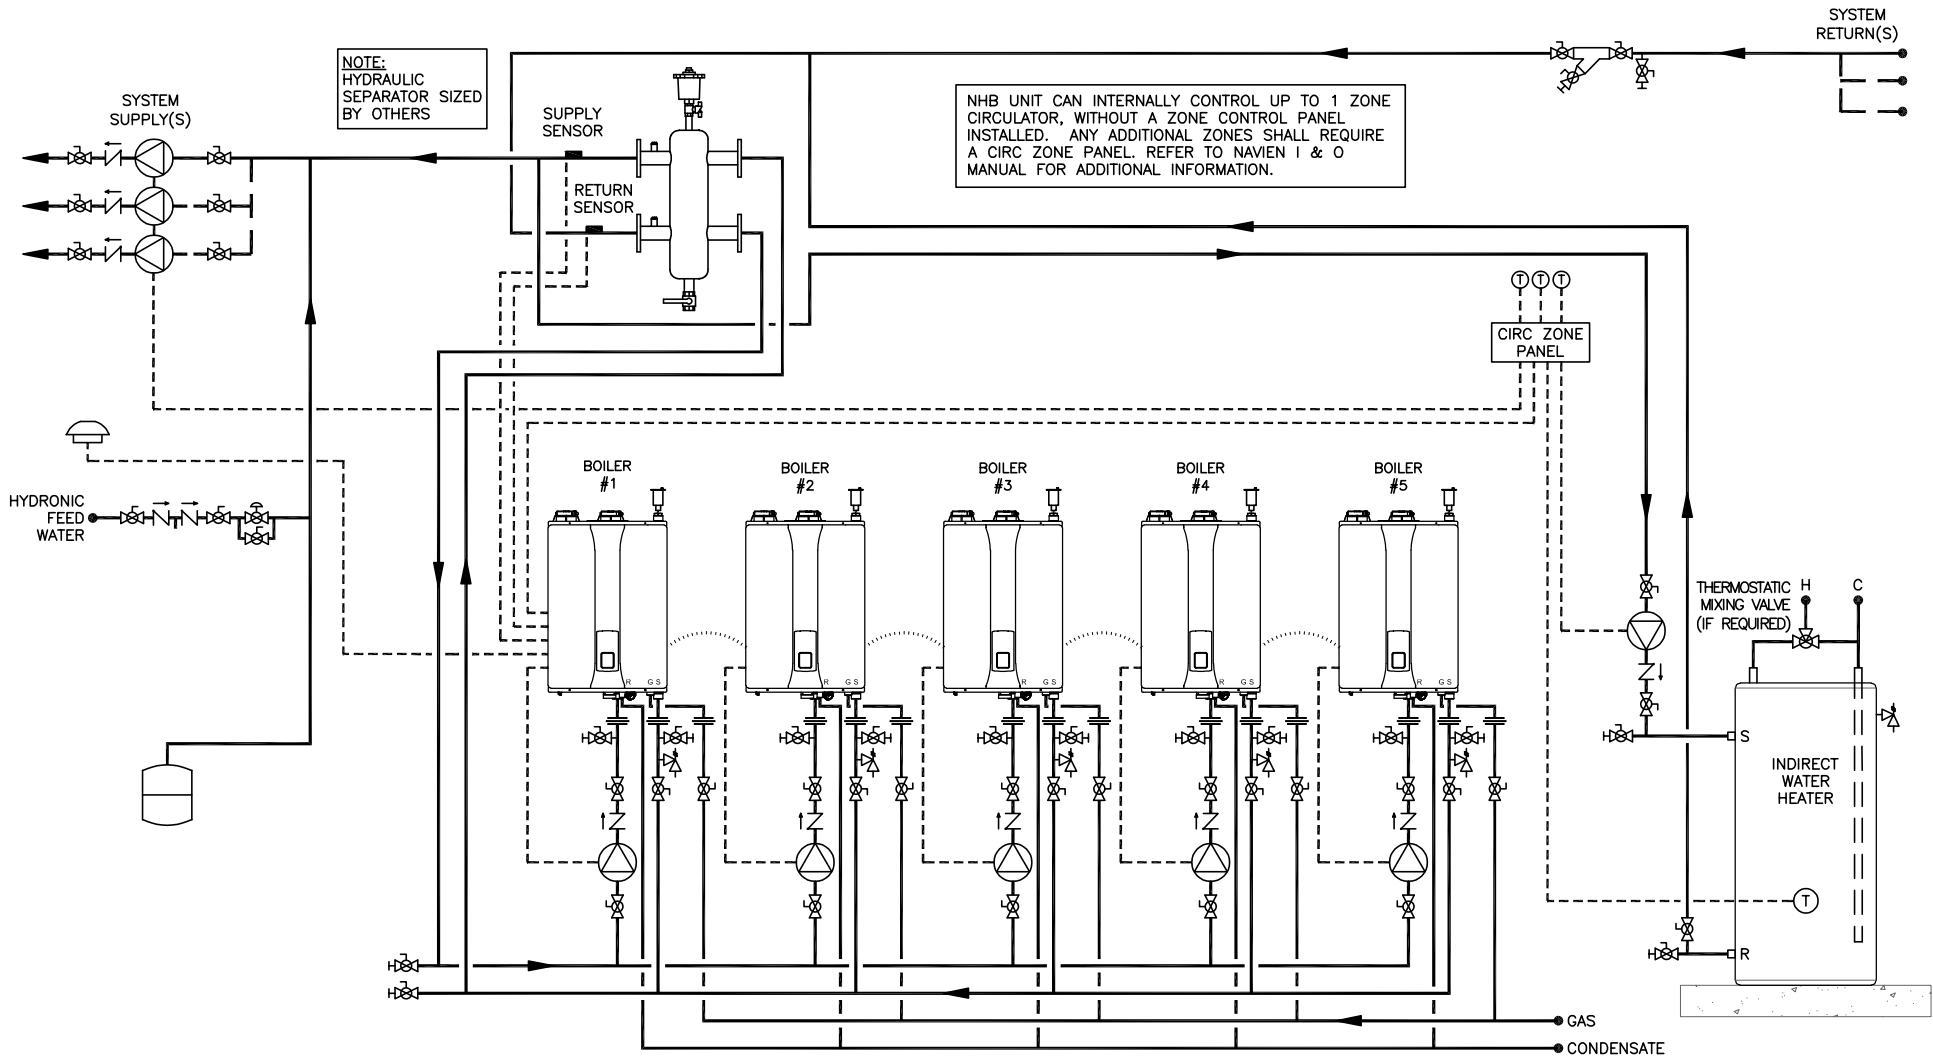 SYSTEM
RETURN(S)
NOTE:
HYDRAULIC
SEPARATOR SIZED
BY OTHERS
SYSTEM
SUPPLY(S)
SUPPLY
SENSOR
NHB UNIT CAN INTERNALLY CONTROL UP TO 1 ZONE
CIRCULATOR, WITHOUT A ZONE CONTROL PANEL
INSTALLED. ANY ADDITIONAL ZONES SHALL REQUIRE
A CIRC ZONE PANEL. REFER TO NAVIEN I & O
MANUAL FOR ADDITIONAL INFORMATION.
RETURN
SENSOR
T T T
CIRC ZONE
PANEL
BOILER
#1
BOILER
#2
BOILER
#3
BOILER
#4
BOILER
#5
HYDRONIC
FEED
WATER
THERMOSTATIC
MIXING VALVE
(IF REQUIRED)
H
C
R G S
R G S
R G S
R G S
R G S
S
INDIRECT
WATER
HEATER
T
R
GAS
CONDENSATE